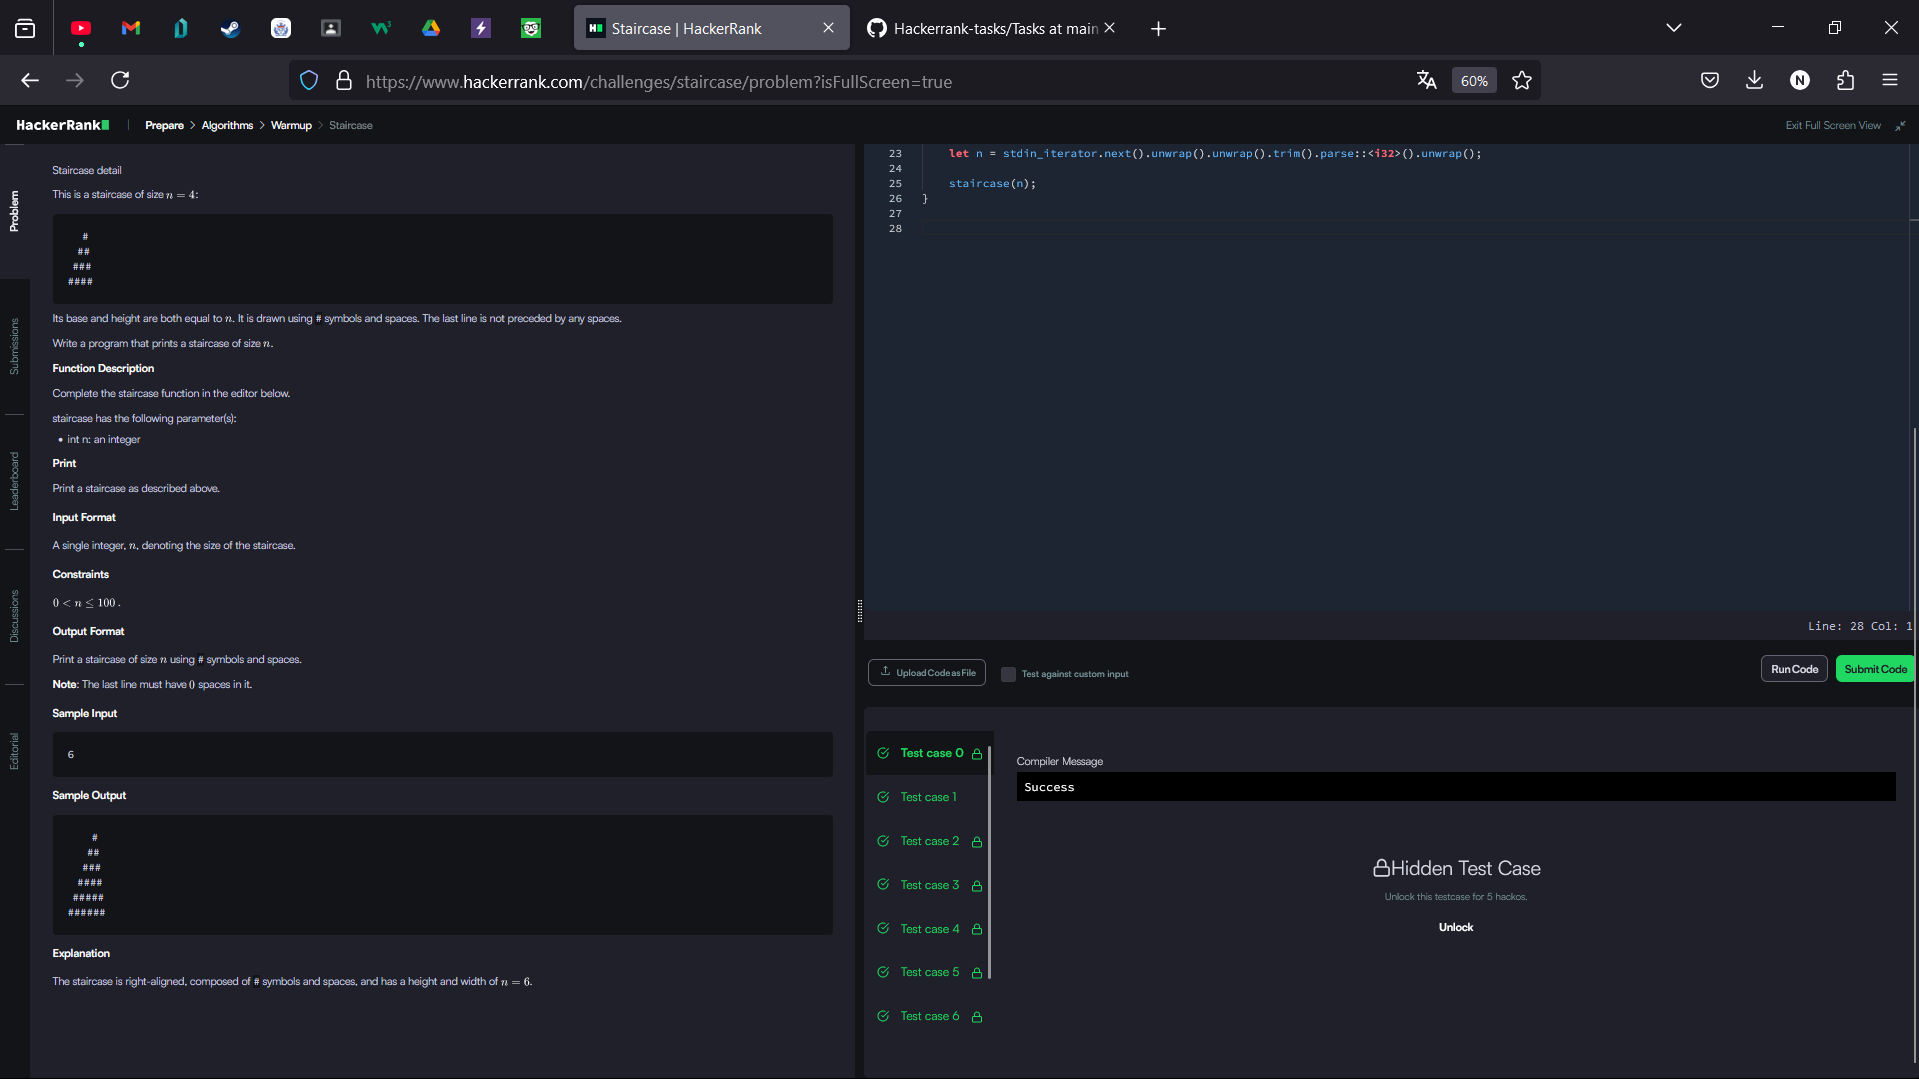 Staircase | HackerRank
Hackerrank-tasks/Tasks at main
https://www.hackerrank.com/challenges/staircase/problem?isFullScreen=true
60%
N
HackerRank
Prepare > Algorithms > Warmup > Staircase
Exit Full Screen View
Problem
Submissions
Leaderboard
Discussions
Editorial
Staircase detail
This is a staircase of size n = 4:
   #
  ##
 ###
####
Its base and height are both equal to n. It is drawn using # symbols and spaces. The last line is not preceded by any spaces.
Write a program that prints a staircase of size n.
Function Description
Complete the staircase function in the editor below.
staircase has the following parameter(s):
• int n: an integer
Print
Print a staircase as described above.
Input Format
A single integer, n, denoting the size of the staircase.
Constraints
0 < n ≤ 100 .
Output Format
Print a staircase of size n using # symbols and spaces.
Note: The last line must have 0 spaces in it.
Sample Input
6
Sample Output
     #
    ##
   ###
  ####
 #####
######
Explanation
The staircase is right-aligned, composed of # symbols and spaces, and has a height and width of n = 6.
23 let n = stdin_iterator.next().unwrap().unwrap().trim().parse::<i32>().unwrap();
24
25 staircase(n);
26 }
27
28
Line: 28 Col: 1
Upload Code as File
Test against custom input
Run Code
Submit Code
Test case 0
Test case 1
Test case 2
Test case 3
Test case 4
Test case 5
Test case 6
Compiler Message
Success
Hidden Test Case
Unlock this testcase for 5 hackos.
Unlock